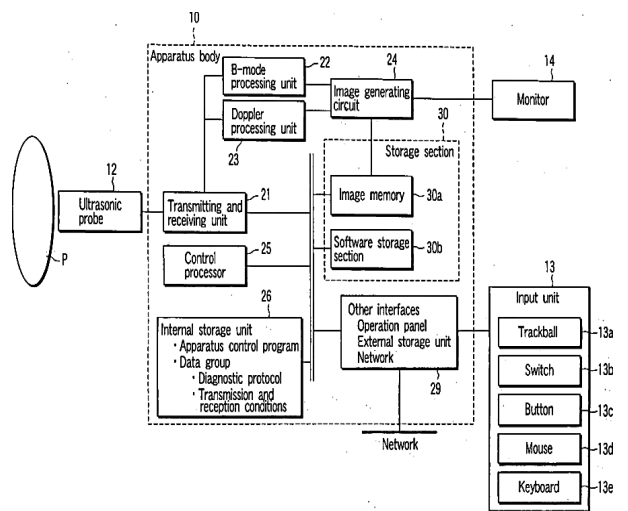 10
Apparatus body
B-mode
processing unit
22
24
Image generating
circuit
14
Monitor
Doppler
processing unit
23
30
Storage section
12
Ultrasonic
probe
Transmitting and
receiving unit
21
Image memory
30a
P
Control
processor
25
Software storage
section
30b
26
Internal storage unit
・Apparatus control program
・Data group
・Diagnostic protocol
・Transmission and
reception conditions
Other interfaces
Operation panel
External storage unit
Network
29
Network
13
Input unit
Trackball
13a
Switch
13b
Button
13c
Mouse
13d
Keyboard
13e